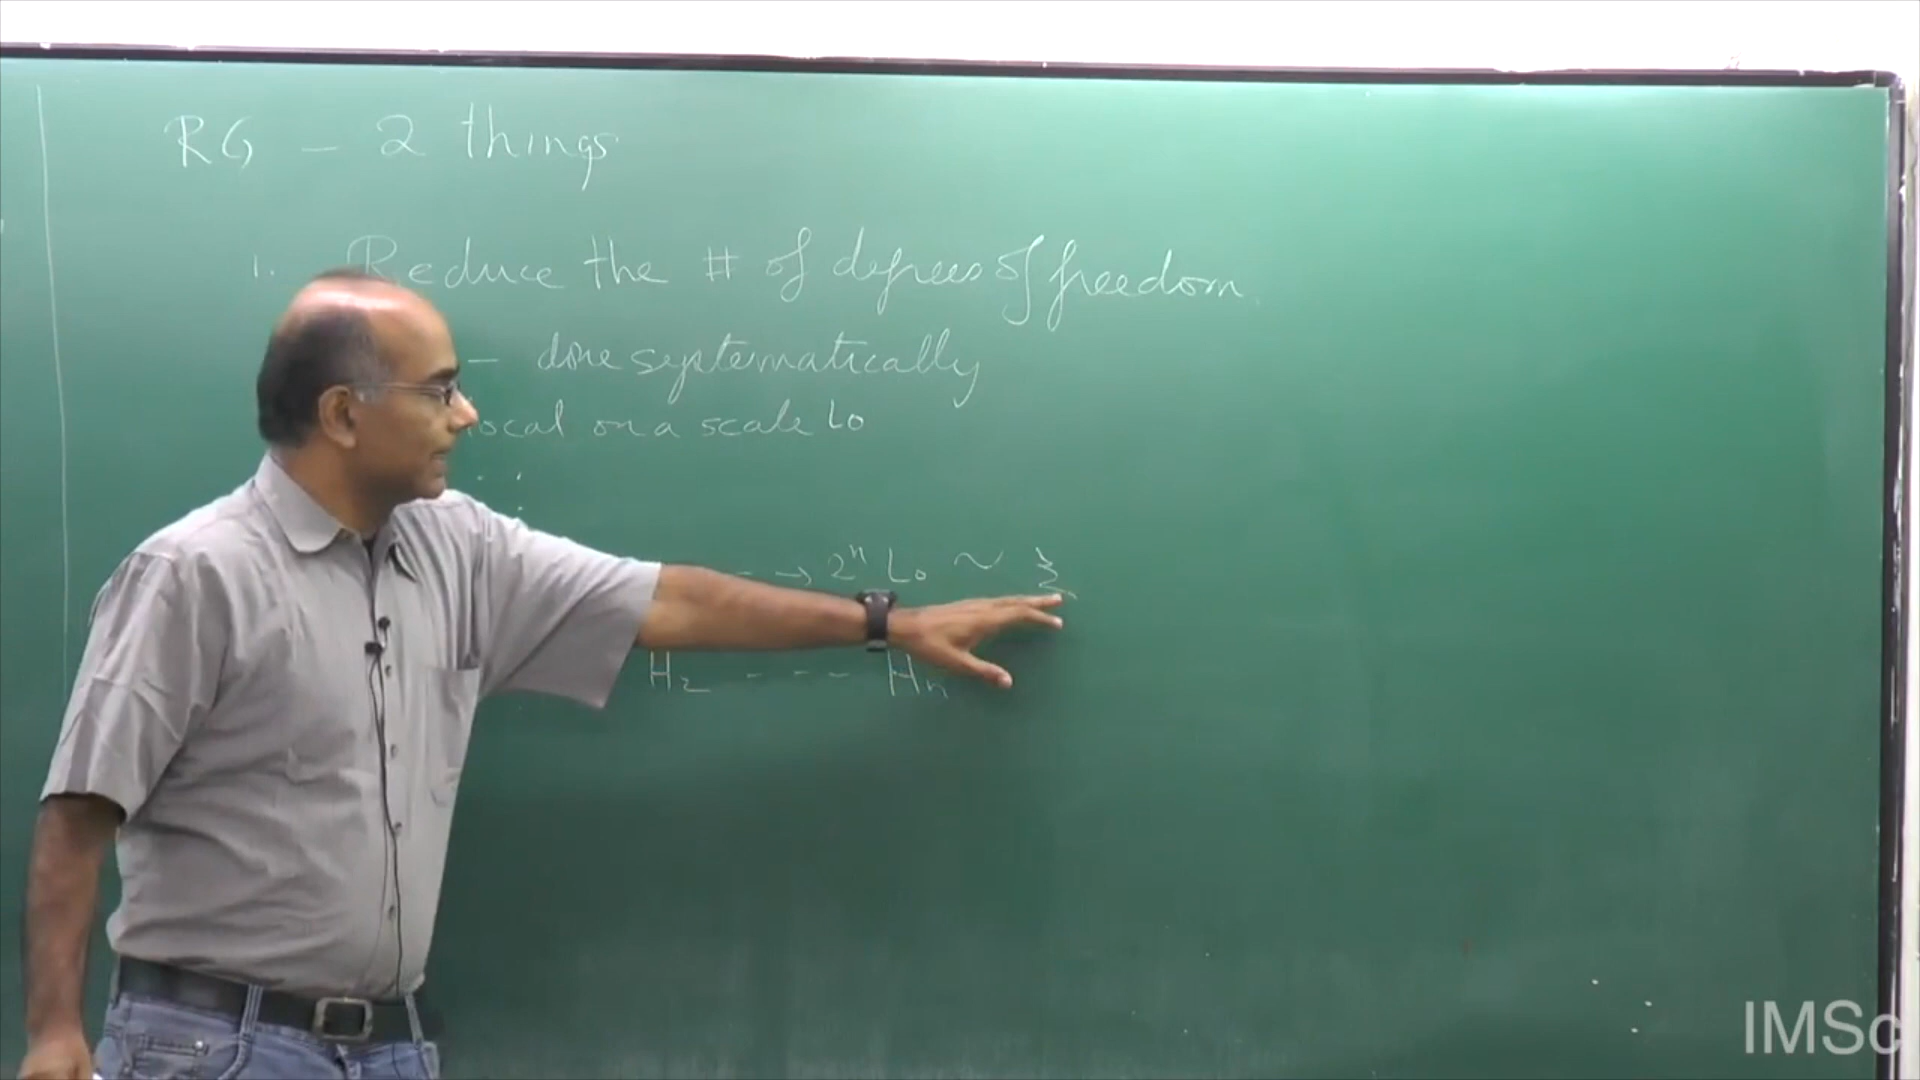 RG – 2 things
1. Reduce the # of degrees of freedom
– done systematically
local on a scale L₀
- → 2ⁿ L₀ ~ ξ
H₂ - - - Hₙ
IMSc